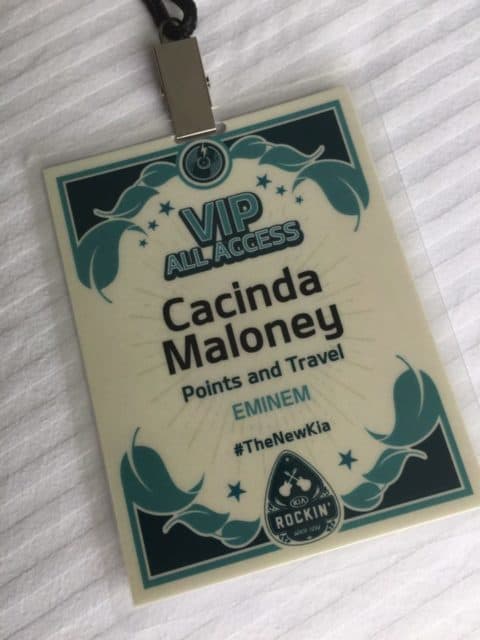 VIP
ALL ACCESS
Cacinda
Maloney
Points and Travel
EMINEM
#TheNewKia
KIA
ROCKIN'